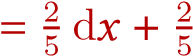 = 2/5 dx + 2/5